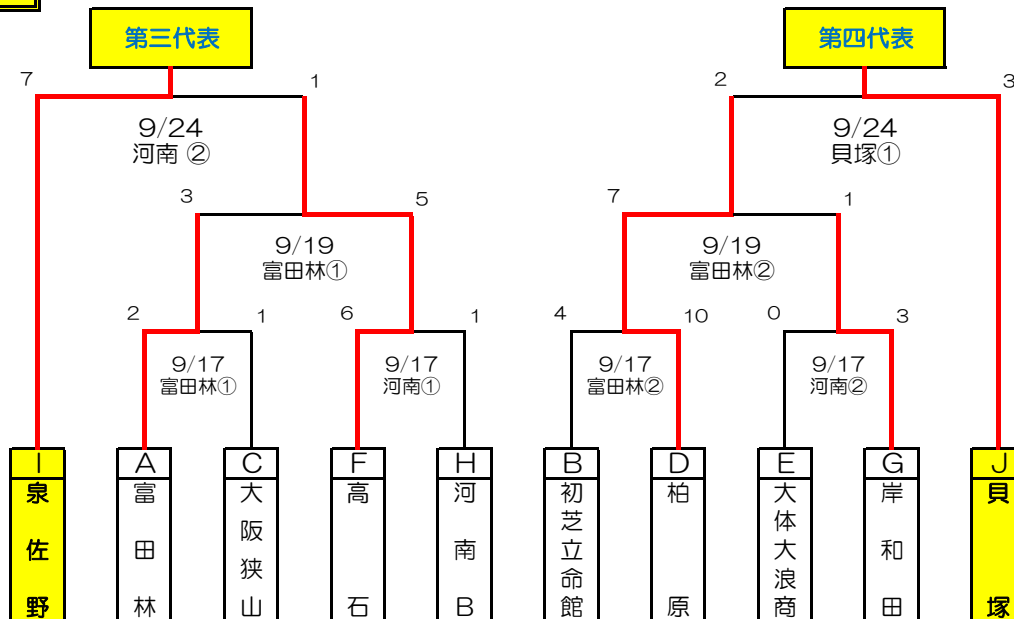 第三代表
第四代表
7
1
2
3
9/24
河南 ②
9/24
貝塚①
3
5
7
1
9/19
富田林①
9/19
富田林②
2
1
6
1
4
10
0
3
9/17
富田林①
9/17
河南①
9/17
富田林②
9/17
河南②
I
A
C
F
H
B
D
E
G
J
泉佐野
富田林
大阪狭山
高石
河南B
初芝立命館
柏原
大体大浪商
岸和田
貝塚